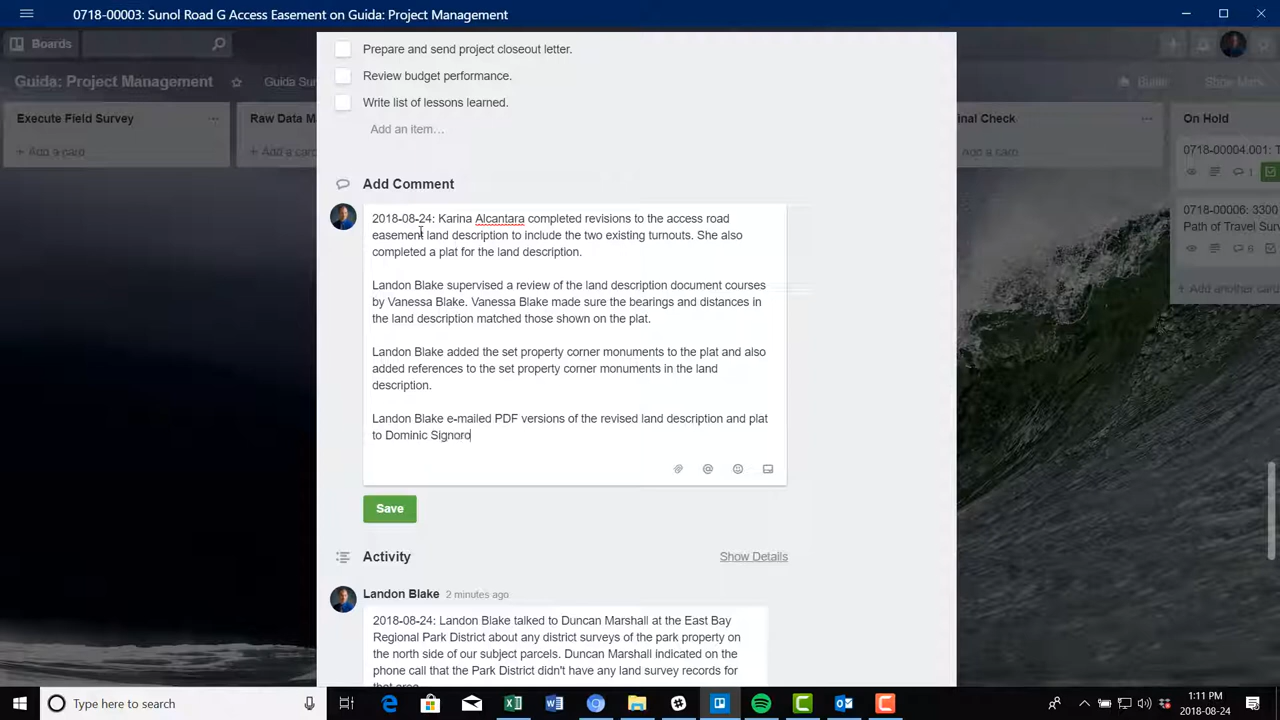 0718-00003: Sunol Road G Access Easement on Guida: Project Management
Boards
Guida: Project Management
Guida Sur
Butler
Show Menu
Execute Field Survey
Add a card
Raw Data M
Add a c
inal Check
dd a card
On Hold
0718-00004.001: T
1
0718-00006: 3300
Path of Travel Surve
6
Add another card
Prepare and send project closeout letter.
Review budget performance.
Write list of lessons learned.
Add an item…
Add Comment
2018-08-24: Karina Alcantara completed revisions to the access road
easement land description to include the two existing turnouts. She also
completed a plat for the land description.
Landon Blake supervised a review of the land description document courses
by Vanessa Blake. Vanessa Blake made sure the bearings and distances in
the land description matched those shown on the plat.
Landon Blake added the set property corner monuments to the plat and also
added references to the set property corner monuments in the land
description.
Landon Blake e-mailed PDF versions of the revised land description and plat
to Dominic Signoro
Save
Activity
Show Details
Landon Blake 2 minutes ago
2018-08-24: Landon Blake talked to Duncan Marshall at the East Bay
Regional Park District about any district surveys of the park property on
the north side of our subject parcels. Duncan Marshall indicated on the
phone call that the Park District didn't have any land survey records for
that area.
Type here to search
1:11 PM
2018-08-24